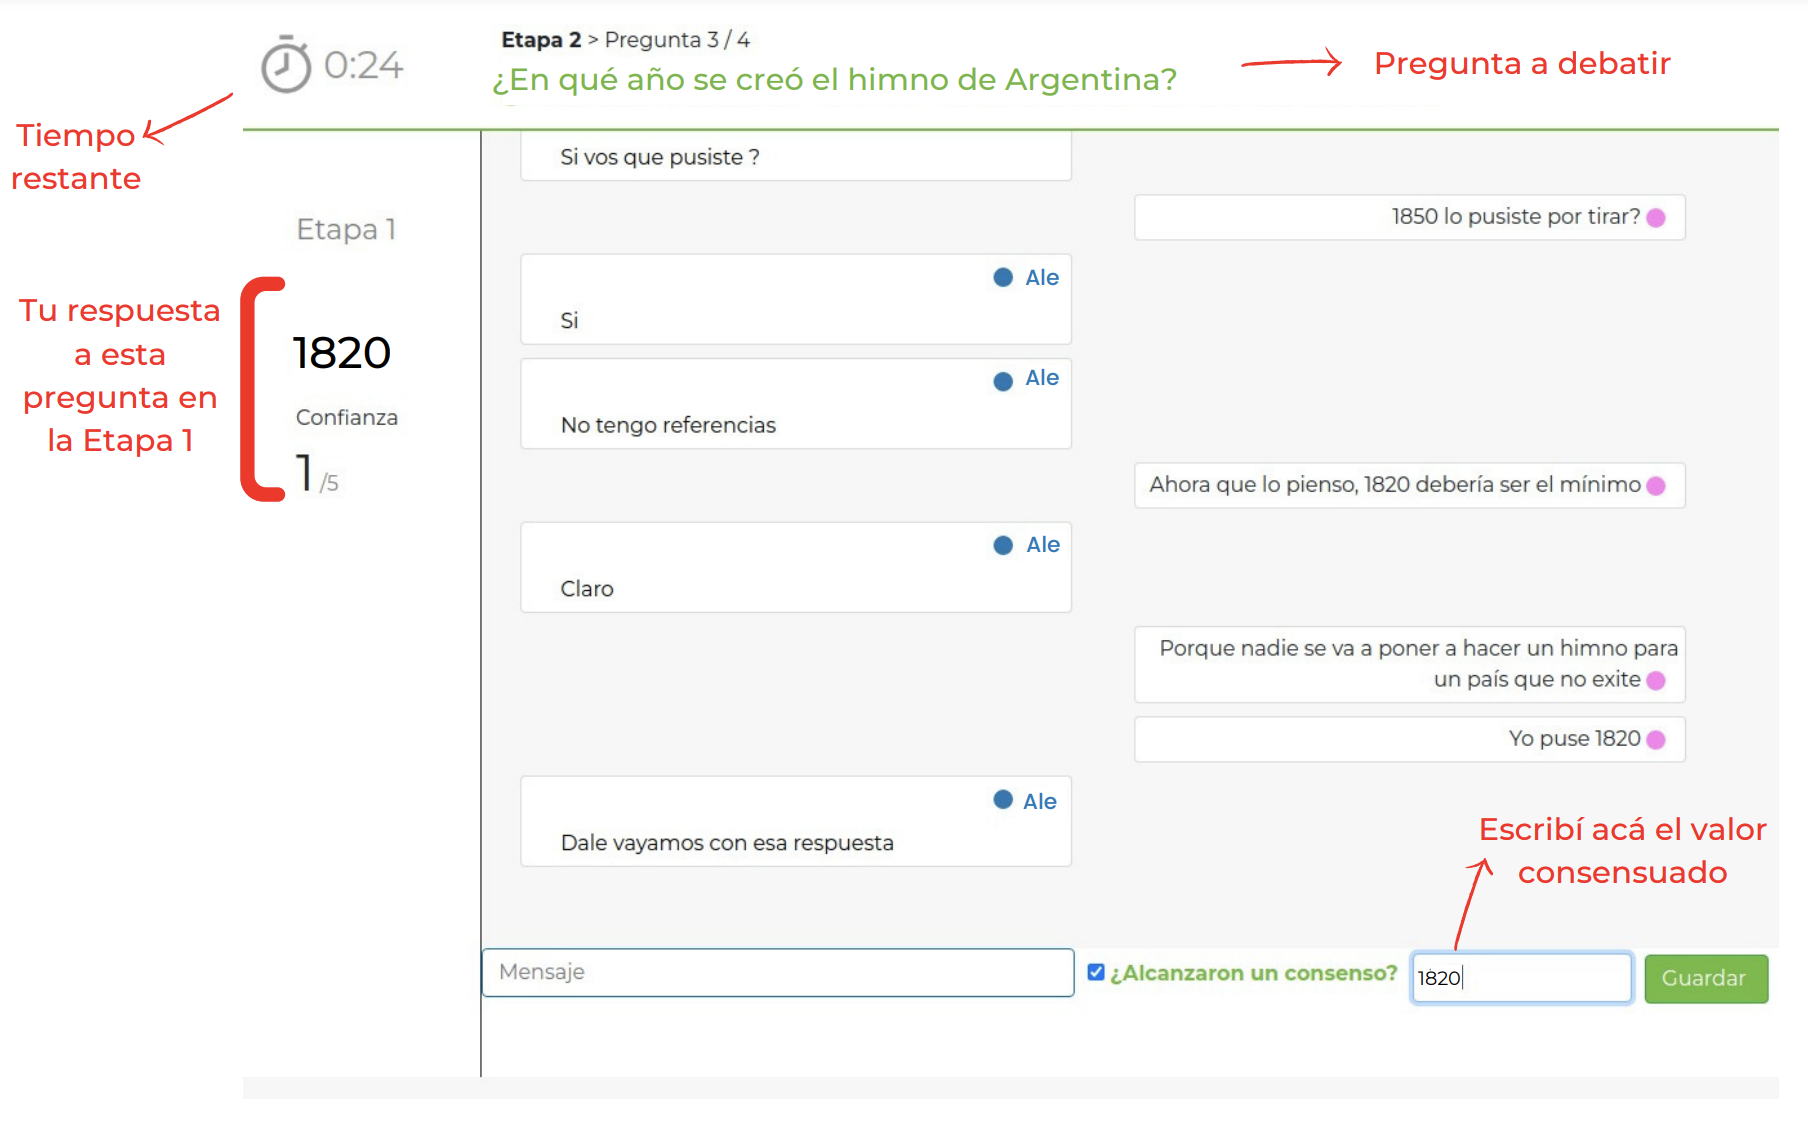 0:24
Etapa 2 > Pregunta 3 / 4
¿En qué año se creó el himno de Argentina?
Pregunta a debatir
Tiempo
restante
Etapa 1
Tu respuesta
a esta
pregunta en
la Etapa 1
1820
Confianza
1 /5
Si vos que pusiste ?
1850 lo pusiste por tirar?
Ale
Si
Ale
No tengo referencias
Ahora que lo pienso, 1820 debería ser el mínimo
Ale
Claro
Porque nadie se va a poner a hacer un himno para
un país que no exite
Yo puse 1820
Ale
Dale vayamos con esa respuesta
Escribí acá el valor
consensuado
Mensaje
¿Alcanzaron un consenso?
1820
Guardar